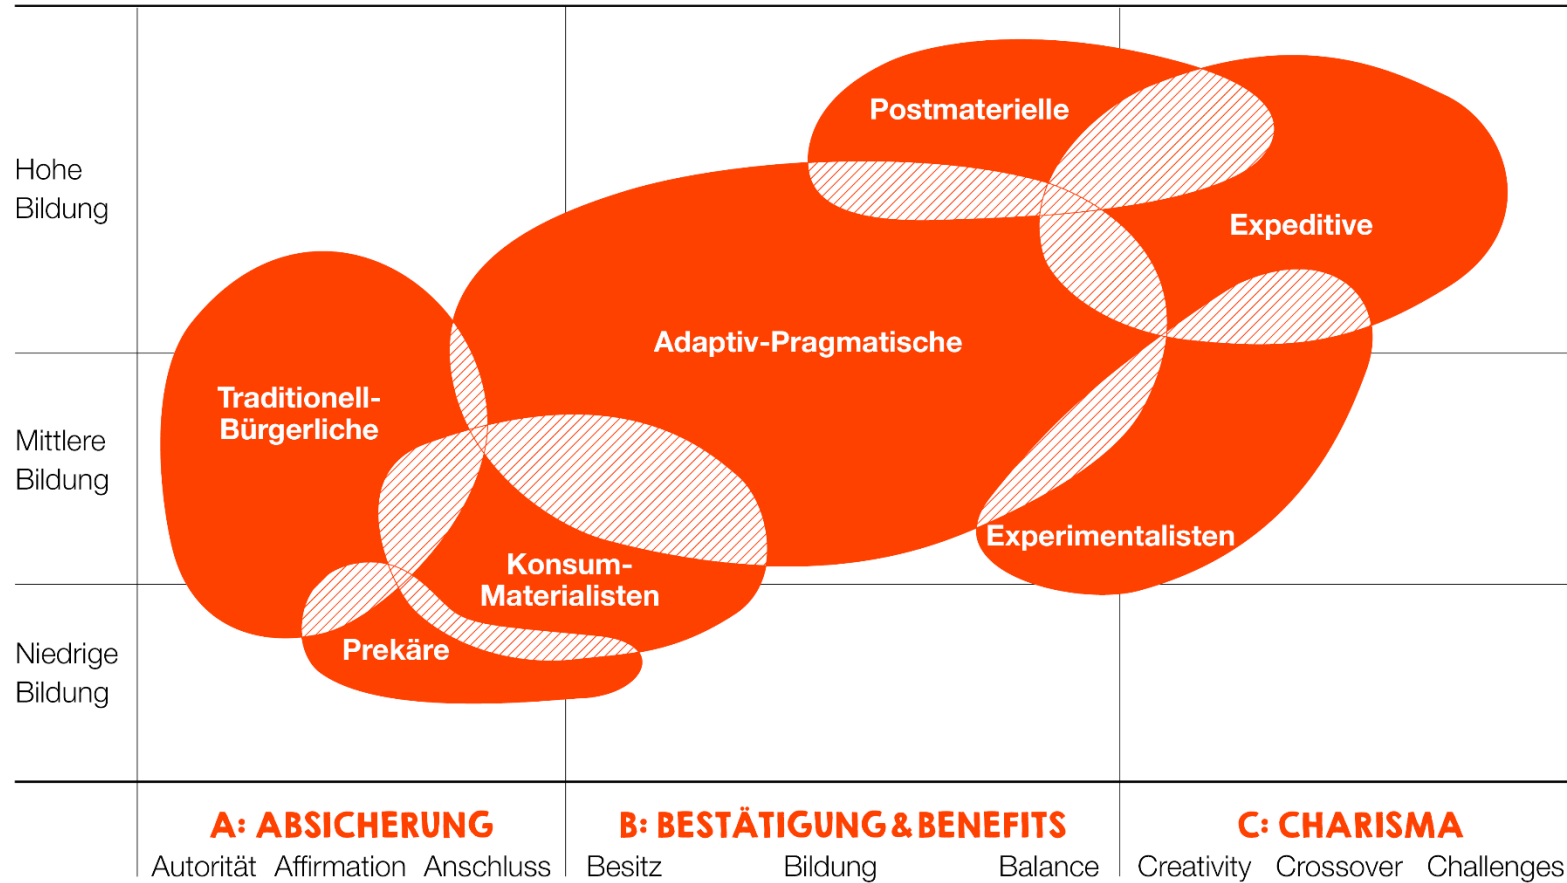 Postmaterielle
Hohe
Bildung
Expeditive
Adaptiv-Pragmatische
Traditionell-
Bürgerliche
Mittlere
Bildung
Experimentalisten
Konsum-
Materialisten
Prekäre
Niedrige
Bildung
A: ABSICHERUNG
B: BESTÄTIGUNG & BENEFITS
C: CHARISMA
Autorität Affirmation Anschluss
Besitz Bildung Balance
Creativity Crossover Challenges